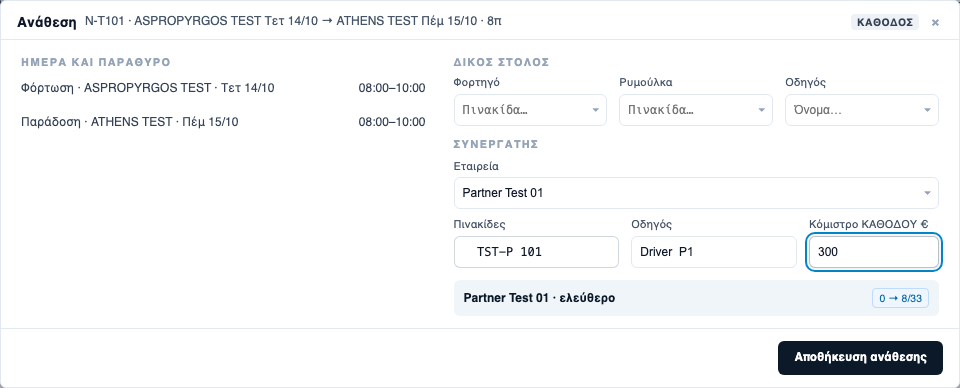 Ανάθεση N-T101 · ASPROPYRGOS TEST Τετ 14/10 → ATHENS TEST Πέμ 15/10 · 8π ΚΑΘΟΔΟΣ ×
ΗΜΕΡΑ ΚΑΙ ΠΑΡΑΘΥΡΟ
Φόρτωση · ASPROPYRGOS TEST · Τετ 14/10 08:00–10:00
Παράδοση · ATHENS TEST · Πέμ 15/10 08:00–10:00
ΔΙΚΟΣ ΣΤΟΛΟΣ
Φορτηγό Ρυμούλκα Οδηγός
Πινακίδα… Πινακίδα… Όνομα…
ΣΥΝΕΡΓΑΤΗΣ
Εταιρεία
Partner Test 01
Πινακίδες Οδηγός Κόμιστρο ΚΑΘΟΔΟΥ €
TST-P 101 Driver P1 300
Partner Test 01 · ελεύθερο 0 → 8/33
Αποθήκευση ανάθεσης